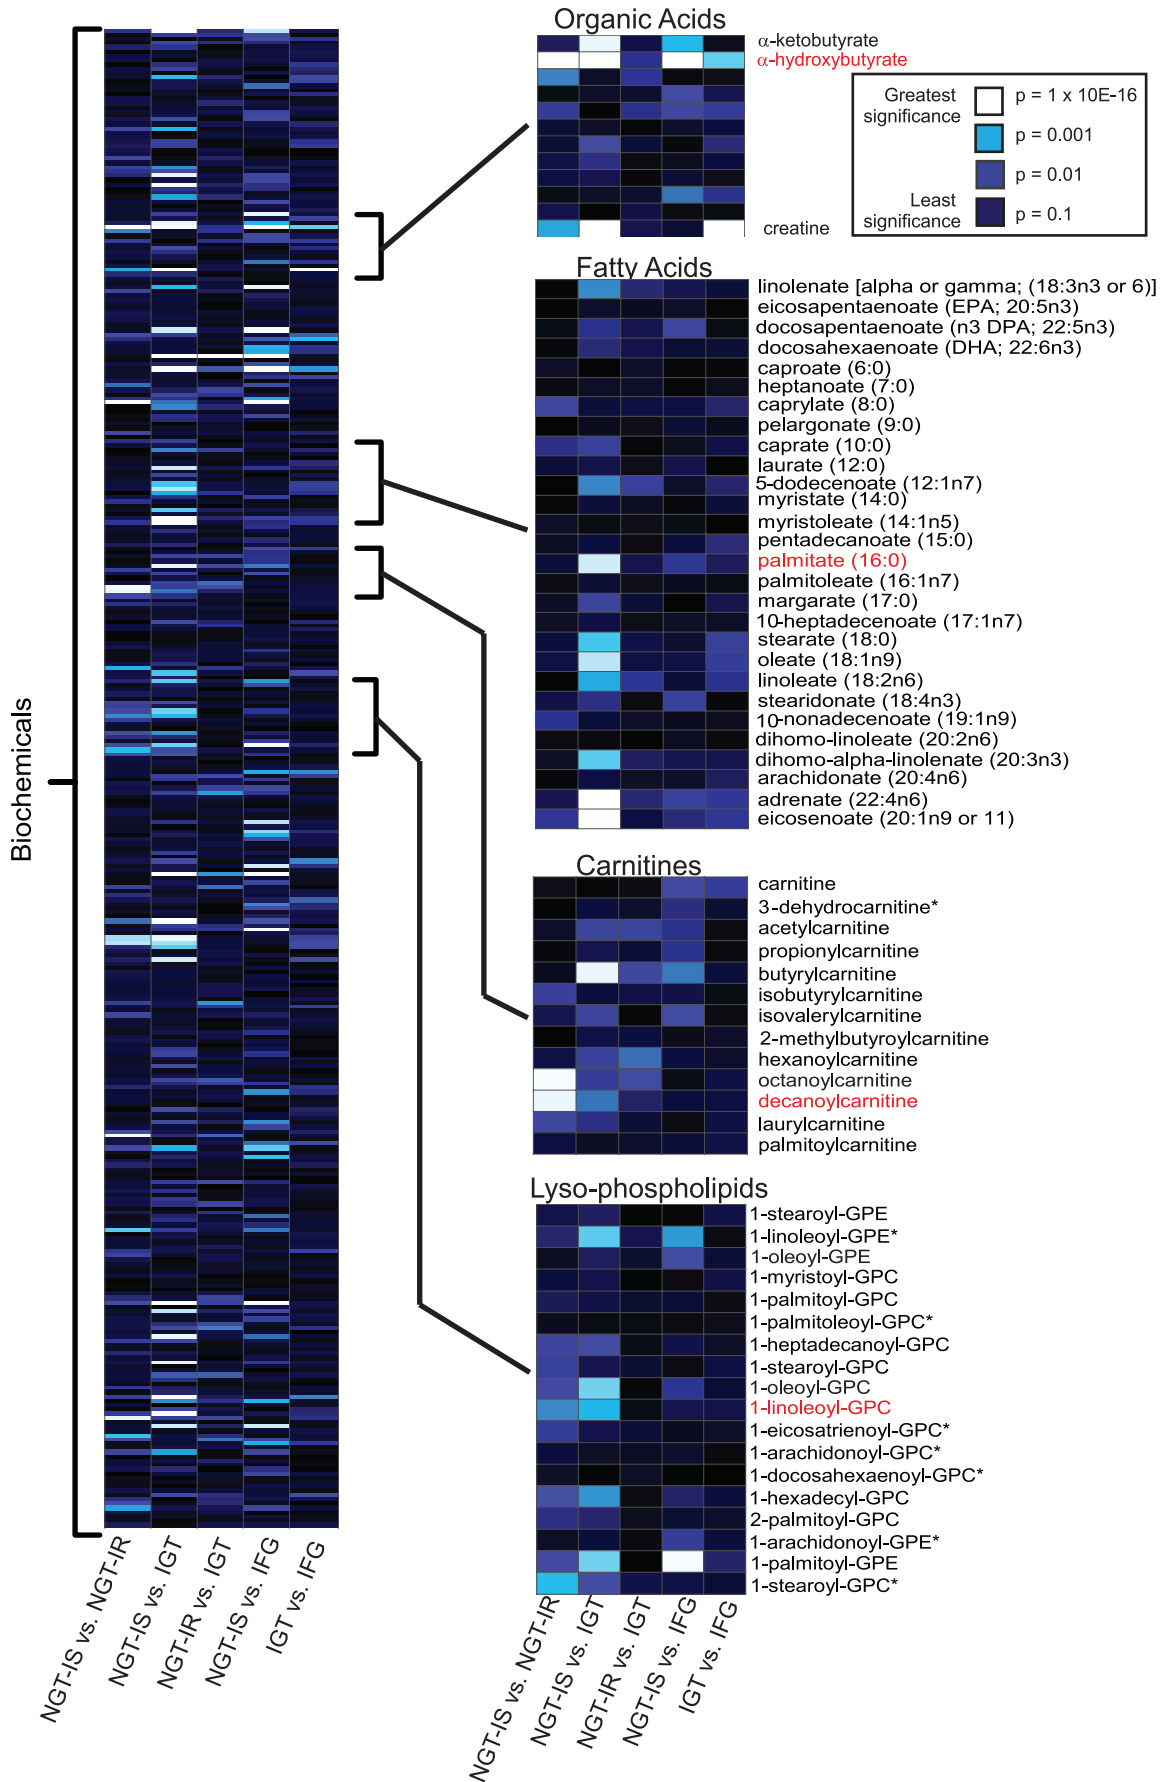 Organic Acids
α-ketobutyrate
α-hydroxybutyrate
creatine
Greatest
significance
p = 1 x 10E-16
p = 0.001
p = 0.01
Least
significance
p = 0.1
Fatty Acids
linolenate [alpha or gamma; (18:3n3 or 6)]
eicosapentaenoate (EPA; 20:5n3)
docosapentaenoate (n3 DPA; 22:5n3)
docosahexaenoate (DHA; 22:6n3)
caproate (6:0)
heptanoate (7:0)
caprylate (8:0)
pelargonate (9:0)
caprate (10:0)
laurate (12:0)
5-dodecenoate (12:1n7)
myristate (14:0)
myristoleate (14:1n5)
pentadecanoate (15:0)
palmitate (16:0)
palmitoleate (16:1n7)
margarate (17:0)
10-heptadecenoate (17:1n7)
stearate (18:0)
oleate (18:1n9)
linoleate (18:2n6)
stearidonate (18:4n3)
10-nonadecenoate (19:1n9)
dihomo-linoleate (20:2n6)
dihomo-alpha-linolenate (20:3n3)
arachidonate (20:4n6)
adrenate (22:4n6)
eicosenoate (20:1n9 or 11)
Carnitines
carnitine
3-dehydrocarnitine*
acetylcarnitine
propionylcarnitine
butyrylcarnitine
isobutyrylcarnitine
isovalerylcarnitine
2-methylbutyroylcarnitine
hexanoylcarnitine
octanoylcarnitine
decanoylcarnitine
laurylcarnitine
palmitoylcarnitine
Lyso-phospholipids
1-stearoyl-GPE
1-linoleoyl-GPE*
1-oleoyl-GPE
1-myristoyl-GPC
1-palmitoyl-GPC
1-palmitoleoyl-GPC*
1-heptadecanoyl-GPC
1-stearoyl-GPC
1-oleoyl-GPC
1-linoleoyl-GPC
1-eicosatrienoyl-GPC*
1-arachidonoyl-GPC*
1-docosahexaenoyl-GPC*
1-hexadecyl-GPC
2-palmitoyl-GPC
1-arachidonoyl-GPE*
1-palmitoyl-GPE
1-stearoyl-GPC*
Biochemicals
NGT-IS vs. NGT-IR
NGT-IS vs. IGT
NGT-IR vs. IGT
NGT-IS vs. IFG
IGT vs. IFG
NGT-IS vs. NGT-IR
NGT-IS vs. IGT
NGT-IR vs. IGT
NGT-IS vs. IFG
IGT vs. IFG